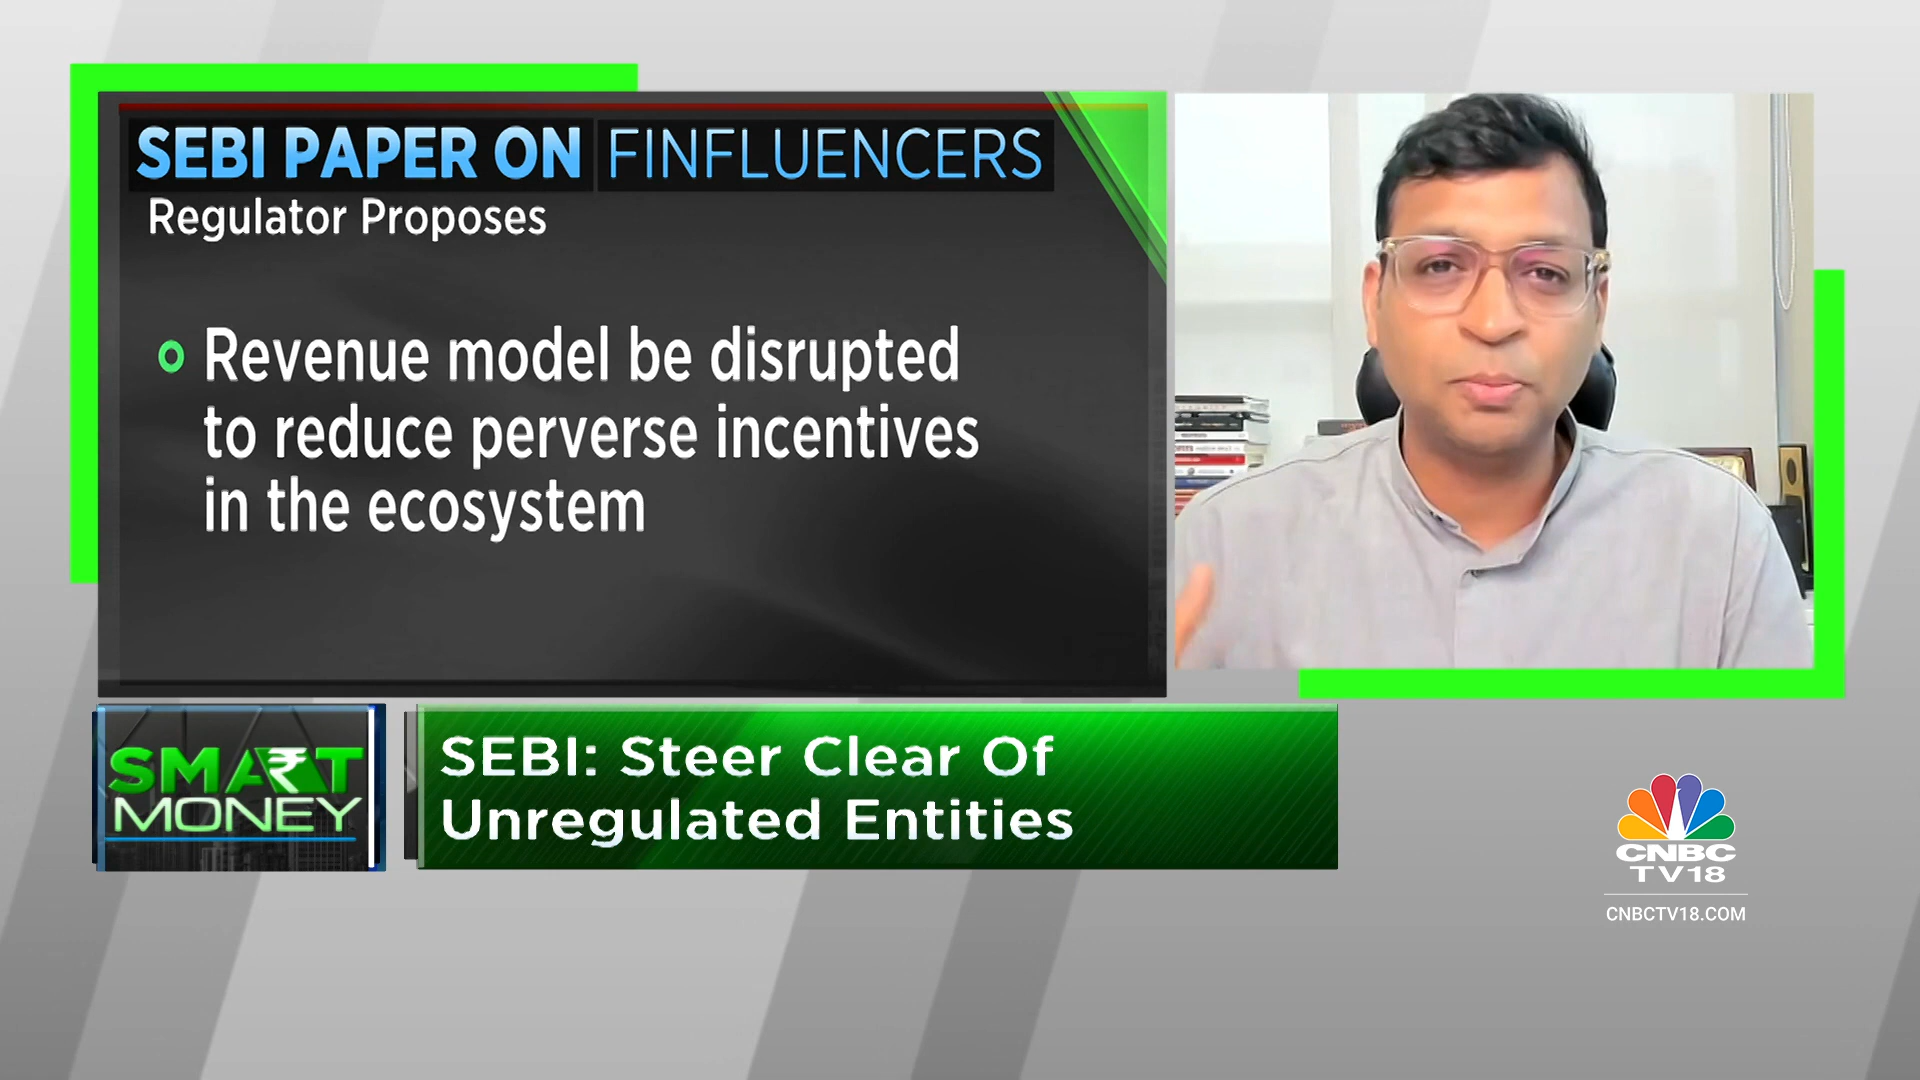 SEBI PAPER ON FINFLUENCERS
Regulator Proposes
Revenue model be disrupted
to reduce perverse incentives
in the ecosystem
SMART
MONEY
SEBI: Steer Clear Of
Unregulated Entities
CNBC
TV18
CNBCTV18.COM